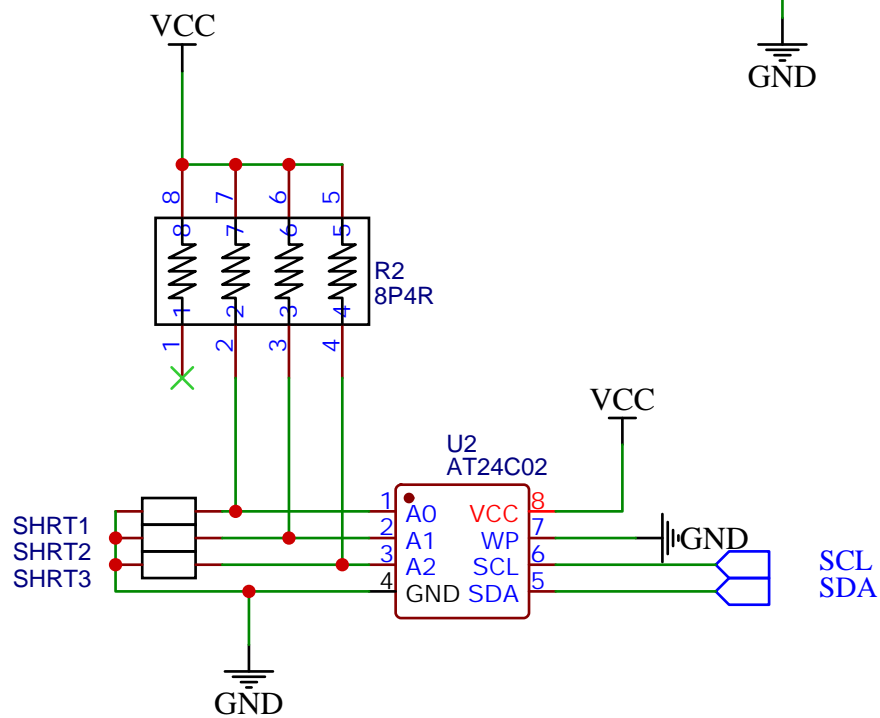 VCC
GND
8 7 6 5
8 7 6 5
R2
8P4R
1 2 3 4
1 2 3 4
VCC
U2
AT24C02
SHRT1
SHRT2
SHRT3
1 A0 VCC 8
2 A1 WP 7 GND
3 A2 SCL 6 SCL
4 GND SDA 5 SDA
GND